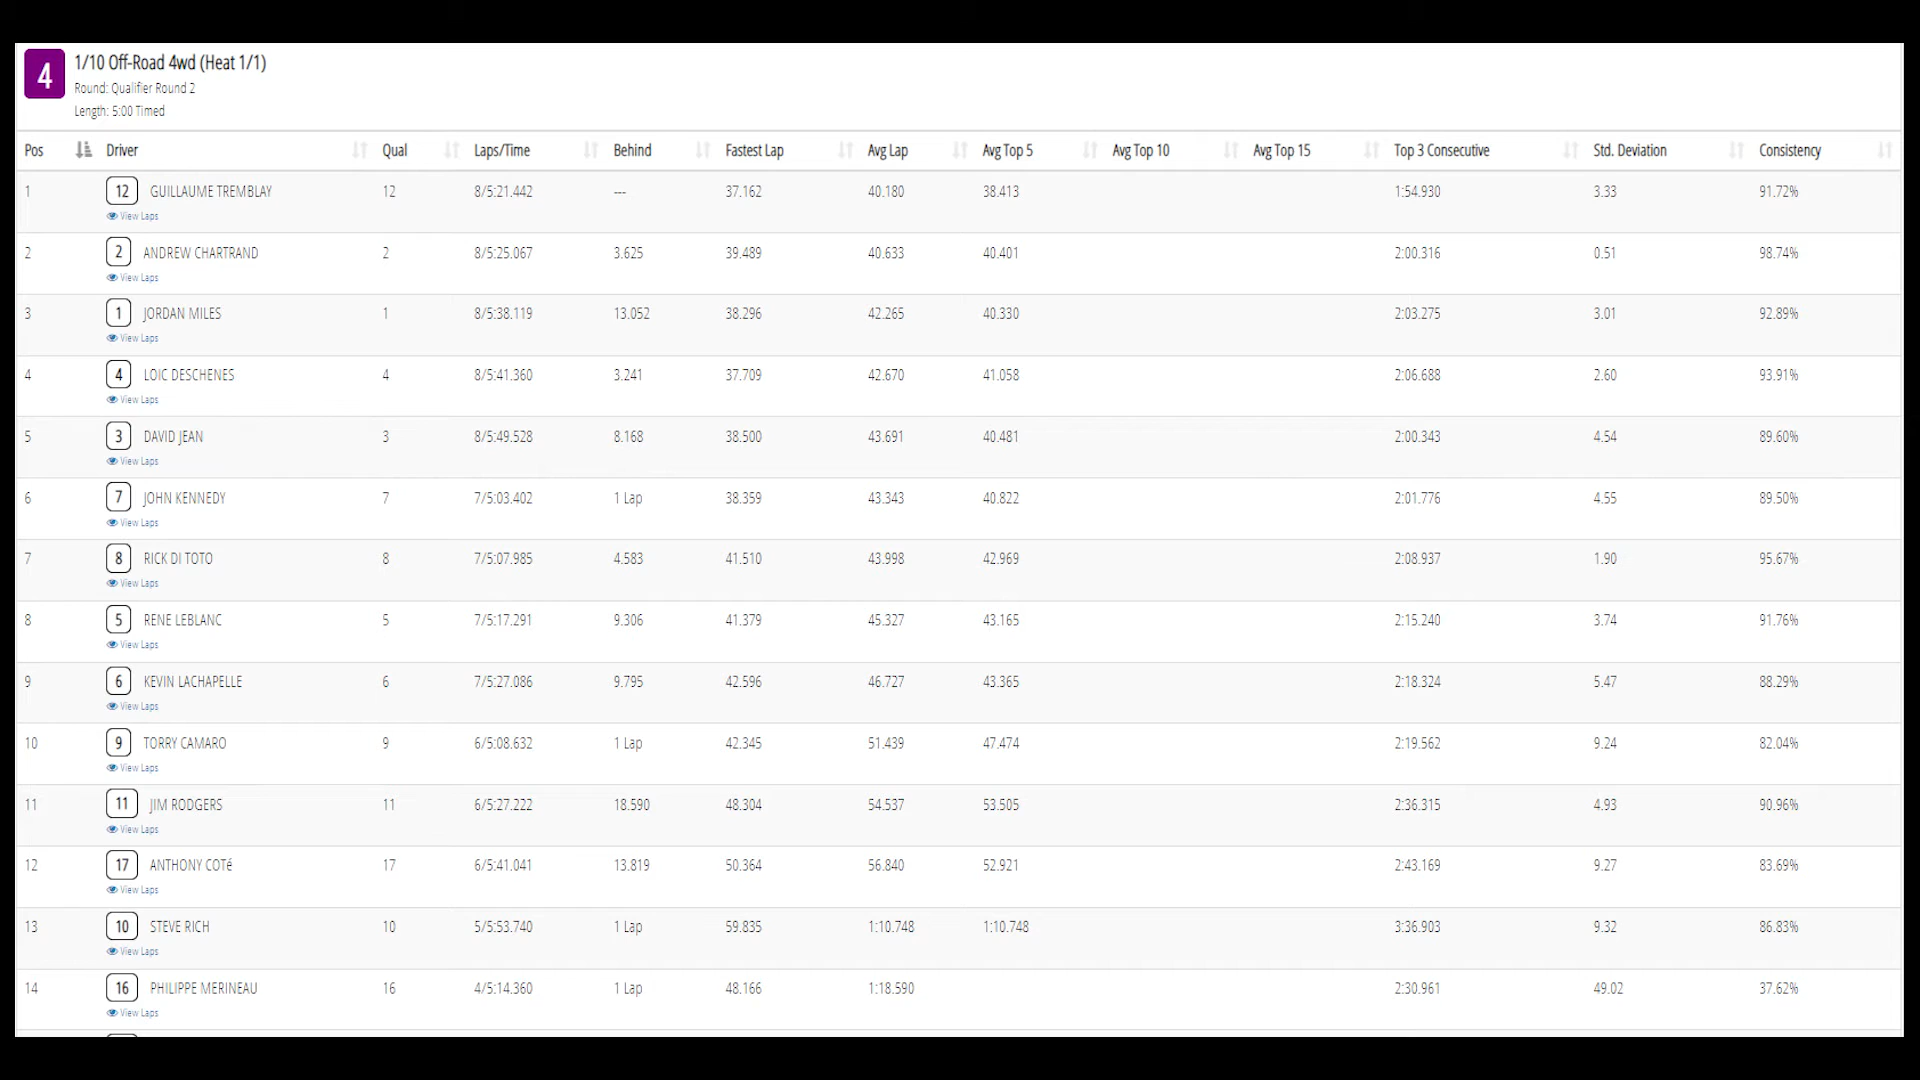 4
1/10 Off-Road 4wd (Heat 1/1)
Round: Qualifier Round 2
Length: 5:00 Timed
Pos Driver Qual Laps/Time Behind Fastest Lap Avg Lap Avg Top 5 Avg Top 10 Avg Top 15 Top 3 Consecutive Std. Deviation Consistency
1 12 GUILLAUME TREMBLAY 12 8/5:21.442 --- 37.162 40.180 38.413 1:54.930 3.33 91.72%
View Laps
2 2 ANDREW CHARTRAND 2 8/5:25.067 3.625 39.489 40.633 40.401 2:00.316 0.51 98.74%
View Laps
3 1 JORDAN MILES 1 8/5:38.119 13.052 38.296 42.265 40.330 2:03.275 3.01 92.89%
View Laps
4 4 LOIC DESCHENES 4 8/5:41.360 3.241 37.709 42.670 41.058 2:06.688 2.60 93.91%
View Laps
5 3 DAVID JEAN 3 8/5:49.528 8.168 38.500 43.691 40.481 2:00.343 4.54 89.60%
View Laps
6 7 JOHN KENNEDY 7 7/5:03.402 1 Lap 38.359 43.343 40.822 2:01.776 4.55 89.50%
View Laps
7 8 RICK DI TOTO 8 7/5:07.985 4.583 41.510 43.998 42.969 2:08.937 1.90 95.67%
View Laps
8 5 RENE LEBLANC 5 7/5:17.291 9.306 41.379 45.327 43.165 2:15.240 3.74 91.76%
View Laps
9 6 KEVIN LACHAPELLE 6 7/5:27.086 9.795 42.596 46.727 43.365 2:18.324 5.47 88.29%
View Laps
10 9 TORRY CAMARO 9 6/5:08.632 1 Lap 42.345 51.439 47.474 2:19.562 9.24 82.04%
View Laps
11 11 JIM RODGERS 11 6/5:27.222 18.590 48.304 54.537 53.505 2:36.315 4.93 90.96%
View Laps
12 17 ANTHONY COTé 17 6/5:41.041 13.819 50.364 56.840 52.921 2:43.169 9.27 83.69%
View Laps
13 10 STEVE RICH 10 5/5:53.740 1 Lap 59.835 1:10.748 1:10.748 3:36.903 9.32 86.83%
View Laps
14 16 PHILIPPE MERINEAU 16 4/5:14.360 1 Lap 48.166 1:18.590 2:30.961 49.02 37.62%
View Laps